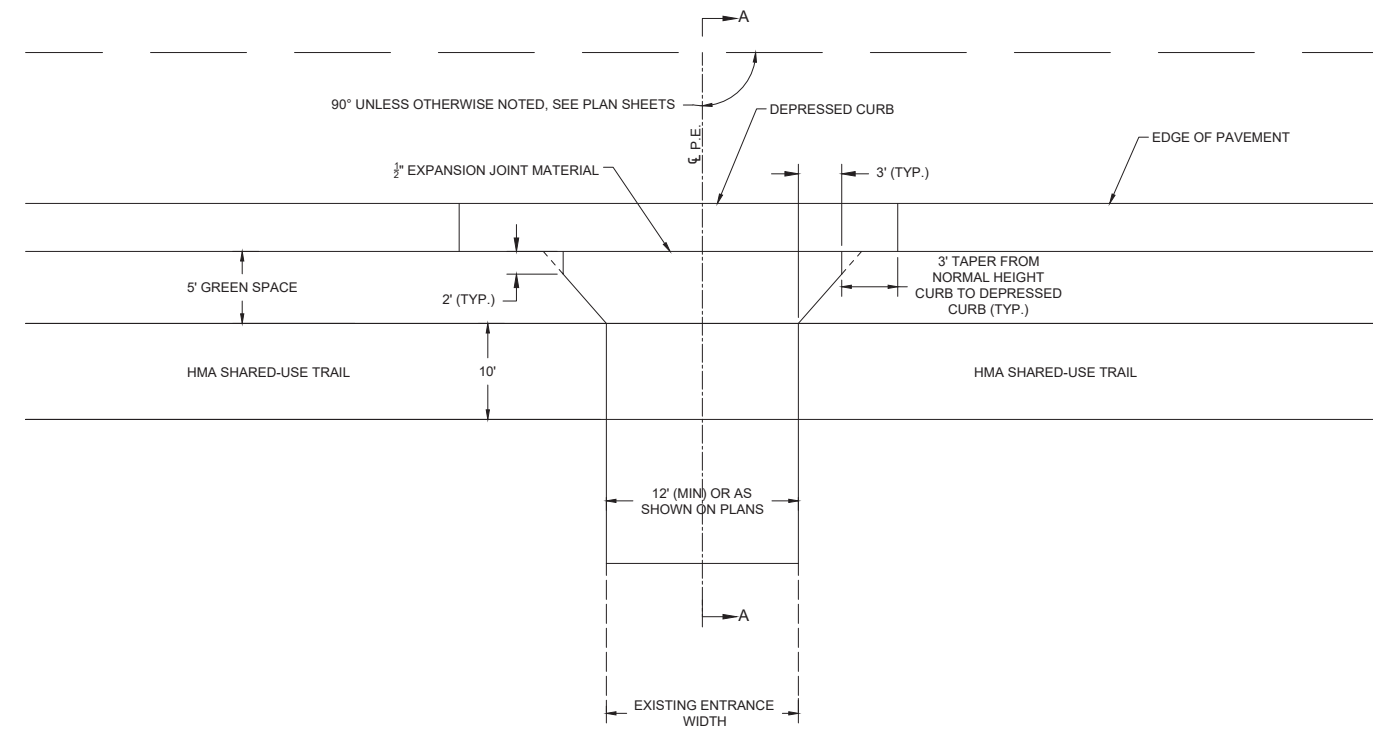 A
90° UNLESS OTHERWISE NOTED, SEE PLAN SHEETS
DEPRESSED CURB
℄ P.E.
EDGE OF PAVEMENT
½" EXPANSION JOINT MATERIAL
3' (TYP.)
5' GREEN SPACE
2' (TYP.)
3' TAPER FROM
NORMAL HEIGHT
CURB TO DEPRESSED
CURB (TYP.)
HMA SHARED-USE TRAIL
10'
HMA SHARED-USE TRAIL
12' (MIN) OR AS
SHOWN ON PLANS
A
EXISTING ENTRANCE
WIDTH